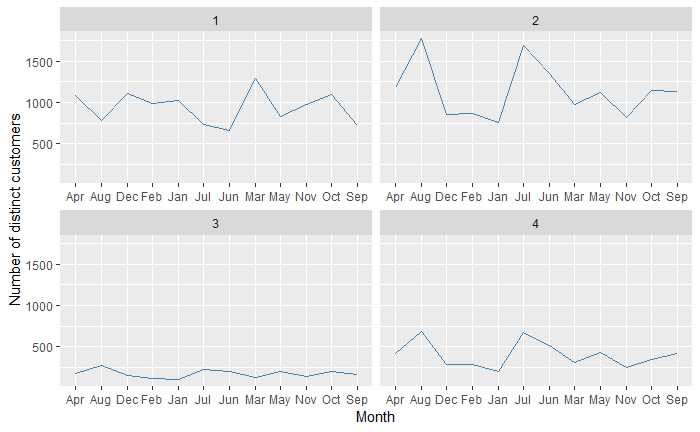 1 2
1500
1000
500
Apr Aug Dec Feb Jan Jul Jun Mar May Nov Oct Sep Apr Aug Dec Feb Jan Jul Jun Mar May Nov Oct Sep
3 4
1500
1000
500
Apr Aug Dec Feb Jan Jul Jun Mar May Nov Oct Sep Apr Aug Dec Feb Jan Jul Jun Mar May Nov Oct Sep
Number of distinct customers
Month